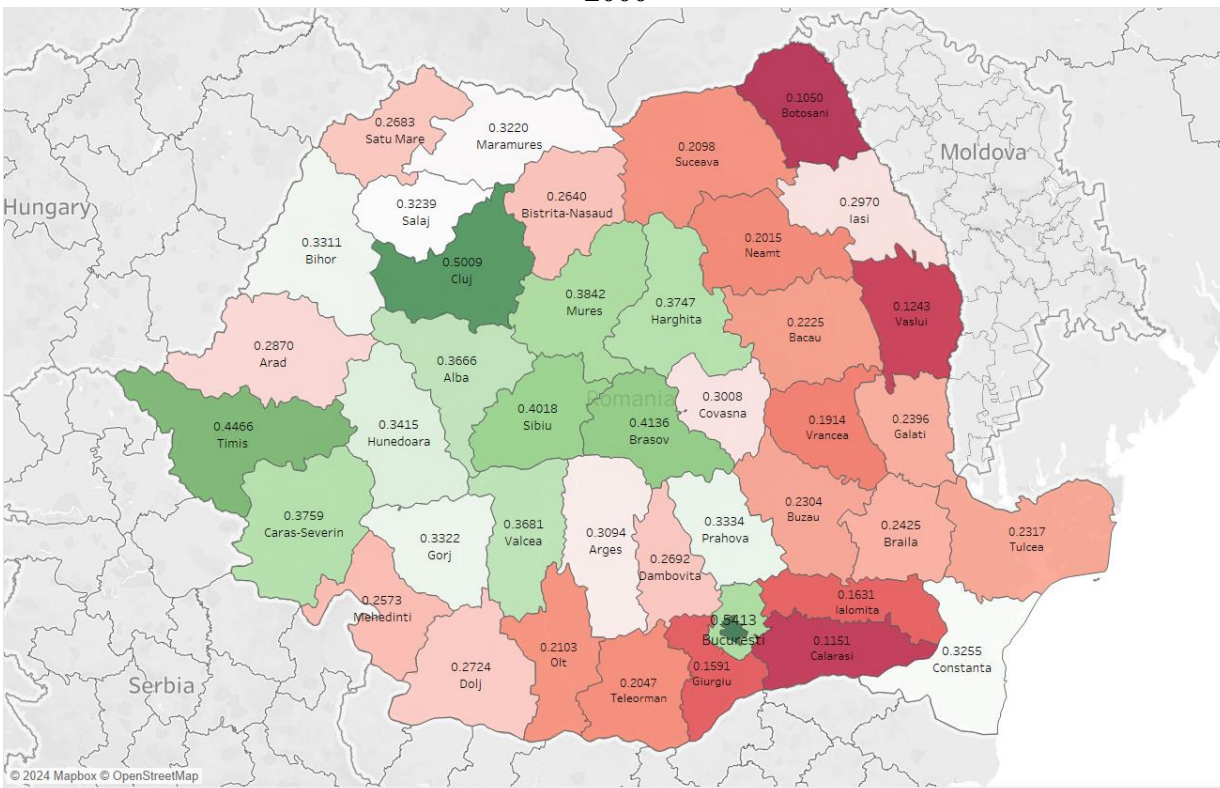 0.1050
Botosani
0.2683
Satu Mare
0.3220
Maramures
0.2098
Suceava
Moldova
Hungary
0.3239
Salaj
0.2640
Bistrita-Nasaud
0.2970
Iasi
0.3311
Bihor
0.2015
Neamt
0.5009
Cluj
0.3842
Mures
0.3747
Harghita
0.1243
Vaslui
0.2225
Bacau
0.2870
Arad
0.3666
Alba
Romania
0.3008
Covasna
0.4018
Sibiu
0.4136
Brasov
0.1914
Vrancea
0.2396
Galati
0.4466
Timis
0.3415
Hunedoara
0.3759
Caras-Severin
0.3322
Gorj
0.3681
Valcea
0.3094
Arges
0.3334
Prahova
0.2304
Buzau
0.2425
Braila
0.2317
Tulcea
0.2692
Dambovita
0.2573
Mehedinti
0.1631
Ialomita
0.5413
Bucuresti
0.1151
Calarasi
0.3255
Constanta
0.2724
Dolj
0.2103
Olt
0.2047
Teleorman
0.1591
Giurgiu
Serbia
© 2024 Mapbox © OpenStreetMap